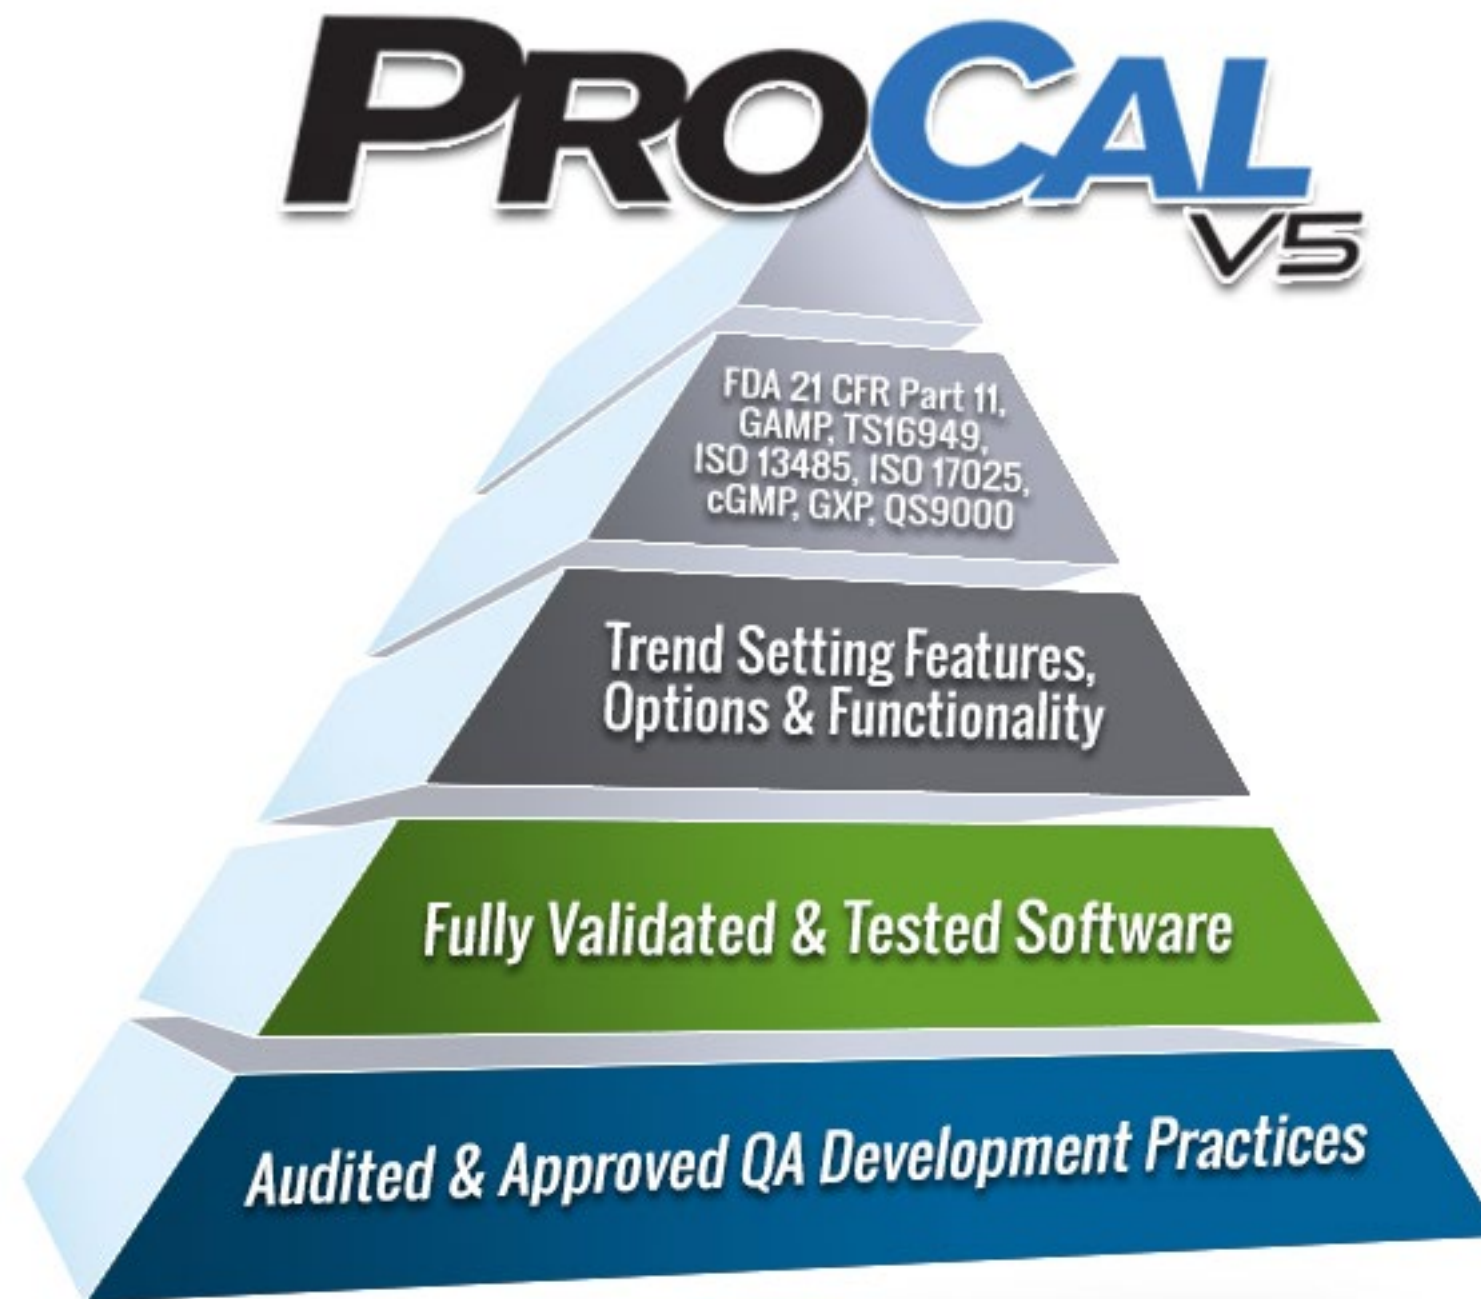 PROCAL
V5
FDA 21 CFR Part 11,
GAMP, TS16949,
ISO 13485, ISO 17025,
cGMP, GXP, QS9000
Trend Setting Features,
Options & Functionality
Fully Validated & Tested Software
Audited & Approved QA Development Practices